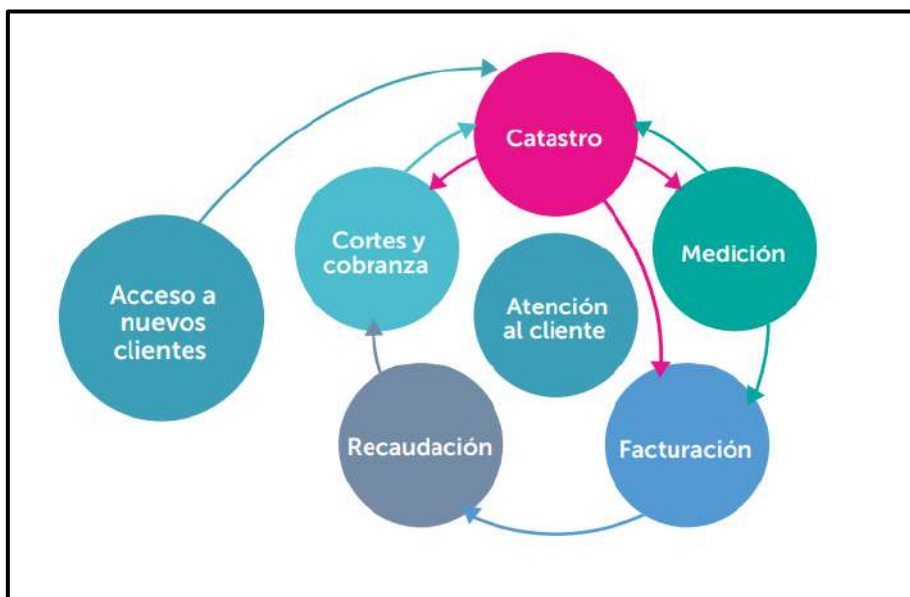 Catastro
Cortes y
cobranza
Medición
Acceso a
nuevos
clientes
Atención
al cliente
Recaudación
Facturación